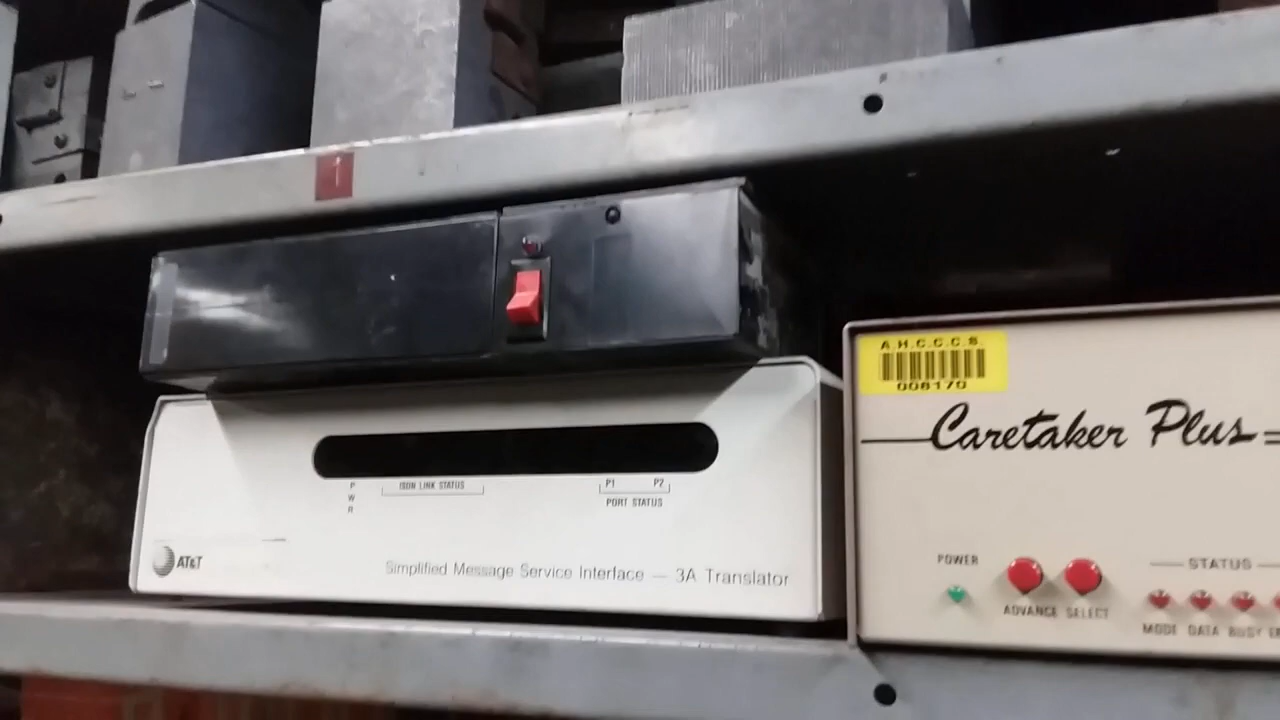 1
P
W
R
ISDN LINK STATUS
P1 P2
PORT STATUS
AT&T
Simplified Message Service Interface — 3A Translator
A.H.C.C.C.S.
008170
Caretaker Plus
POWER
ADVANCE SELECT
STATUS
MODE DATA BUSY